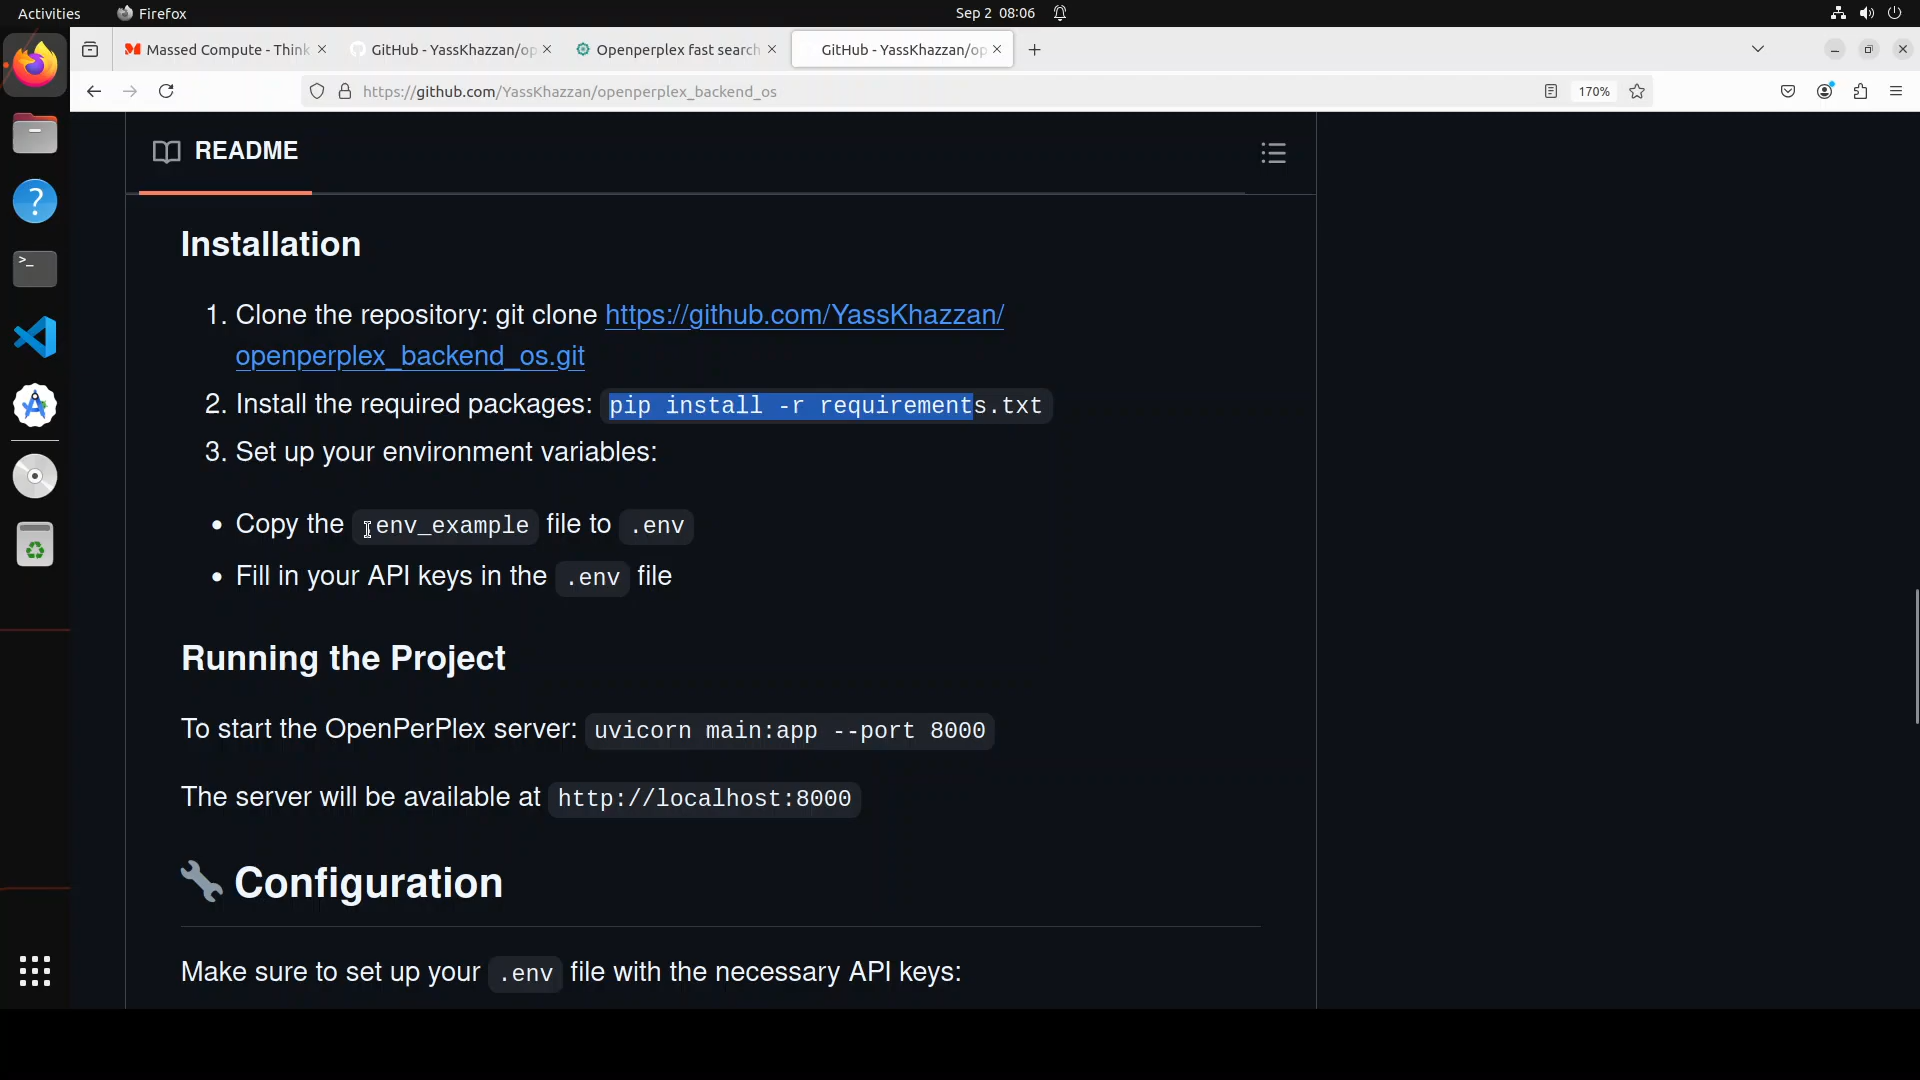 Activities
Firefox
Sep 2 08:06
Massed Compute - Think
GitHub - YassKhazzan/op
Openperplex fast search
GitHub - YassKhazzan/op
https://github.com/YassKhazzan/openperplex_backend_os
170%
README
Installation
1. Clone the repository: git clone https://github.com/YassKhazzan/
openperplex_backend_os.git
2. Install the required packages: pip install -r requirements.txt
3. Set up your environment variables:
• Copy the .env_example file to .env
• Fill in your API keys in the .env file
Running the Project
To start the OpenPerPlex server: uvicorn main:app --port 8000
The server will be available at http://localhost:8000
Configuration
Make sure to set up your .env file with the necessary API keys: